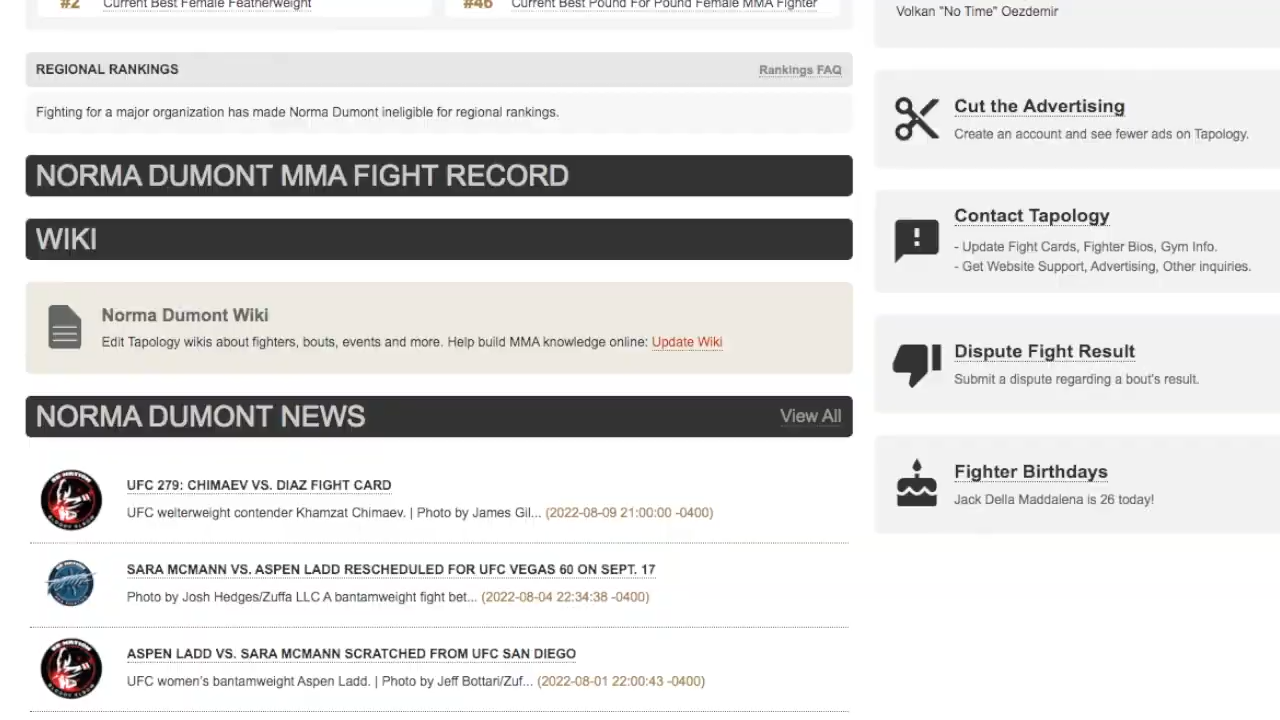 #2 Current Best Female Featherweight
#46 Current Best Pound For Pound Female MMA Fighter
REGIONAL RANKINGS
Rankings FAQ
Fighting for a major organization has made Norma Dumont ineligible for regional rankings.
NORMA DUMONT MMA FIGHT RECORD
WIKI
Norma Dumont Wiki
Edit Tapology wikis about fighters, bouts, events and more. Help build MMA knowledge online: Update Wiki
NORMA DUMONT NEWS
View All
UFC 279: CHIMAEV VS. DIAZ FIGHT CARD
UFC welterweight contender Khamzat Chimaev. | Photo by James Gil... (2022-08-09 21:00:00 -0400)
SARA MCMANN VS. ASPEN LADD RESCHEDULED FOR UFC VEGAS 60 ON SEPT. 17
Photo by Josh Hedges/Zuffa LLC A bantamweight fight bet... (2022-08-04 22:34:38 -0400)
ASPEN LADD VS. SARA MCMANN SCRATCHED FROM UFC SAN DIEGO
UFC women's bantamweight Aspen Ladd. | Photo by Jeff Bottari/Zuf... (2022-08-01 22:00:43 -0400)
Volkan "No Time" Oezdemir
Cut the Advertising
Create an account and see fewer ads on Tapology.
Contact Tapology
- Update Fight Cards, Fighter Bios, Gym Info.
- Get Website Support, Advertising, Other inquiries.
Dispute Fight Result
Submit a dispute regarding a bout's result.
Fighter Birthdays
Jack Della Maddalena is 26 today!